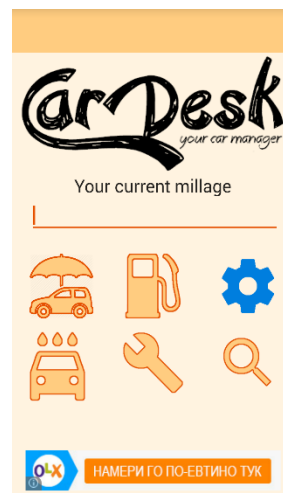 CarDesk
your car manager
Your current millage
OLX
НАМЕРИ ГО ПО-ЕВТИНО ТУК